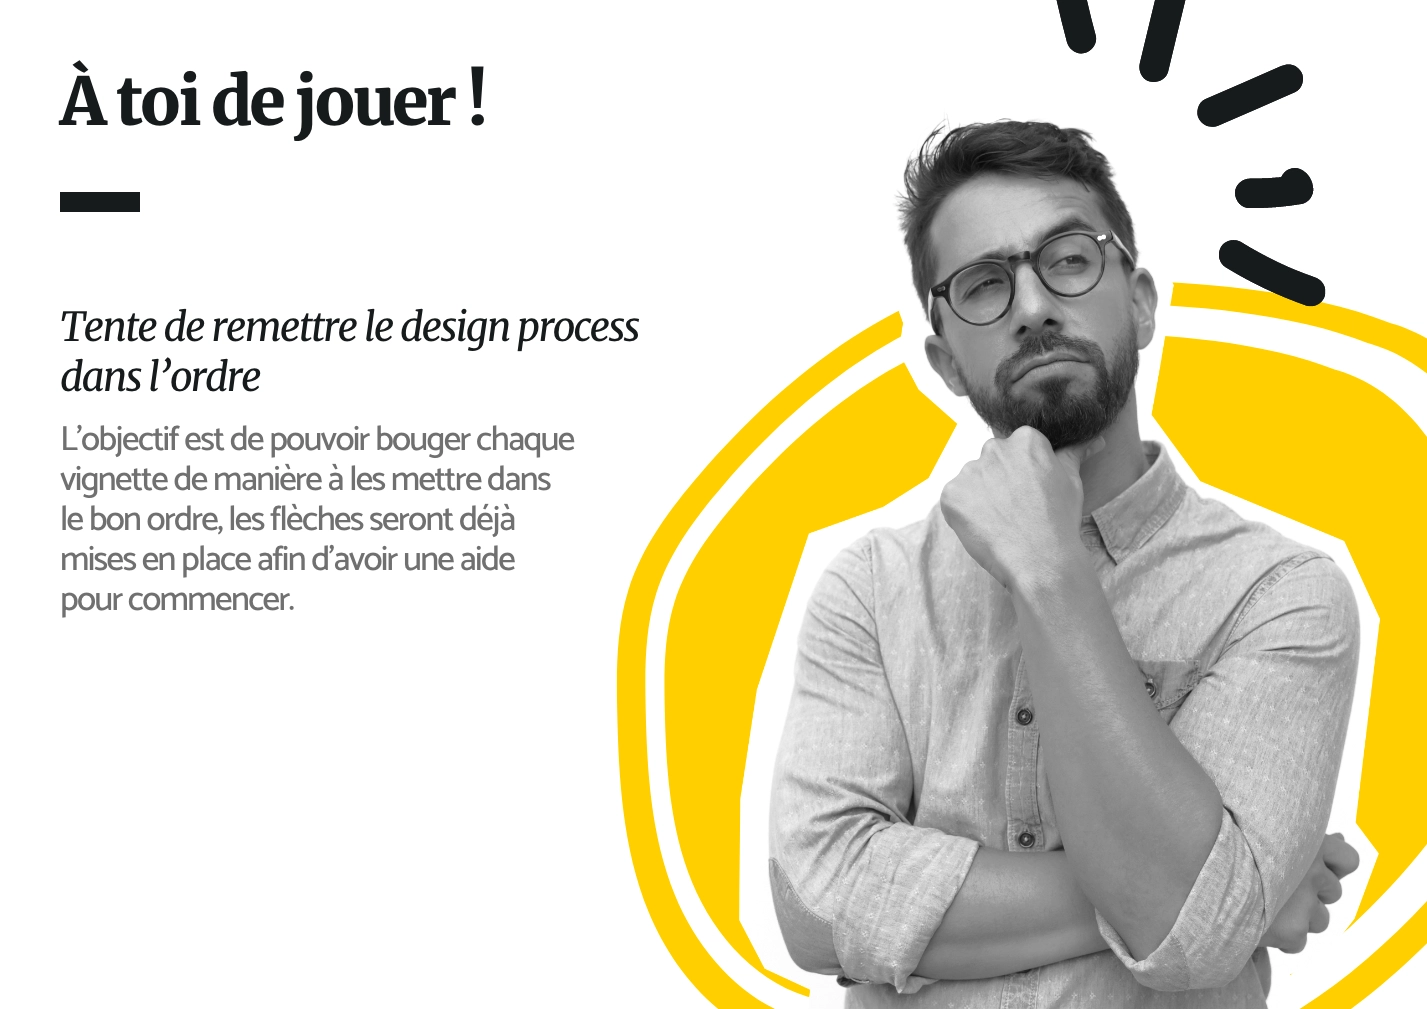 À toi de jouer !
Tente de remettre le design process
dans l’ordre
L’objectif est de pouvoir bouger chaque
vignette de manière à les mettre dans
le bon ordre, les flèches seront déjà
mises en place afin d’avoir une aide
pour commencer.